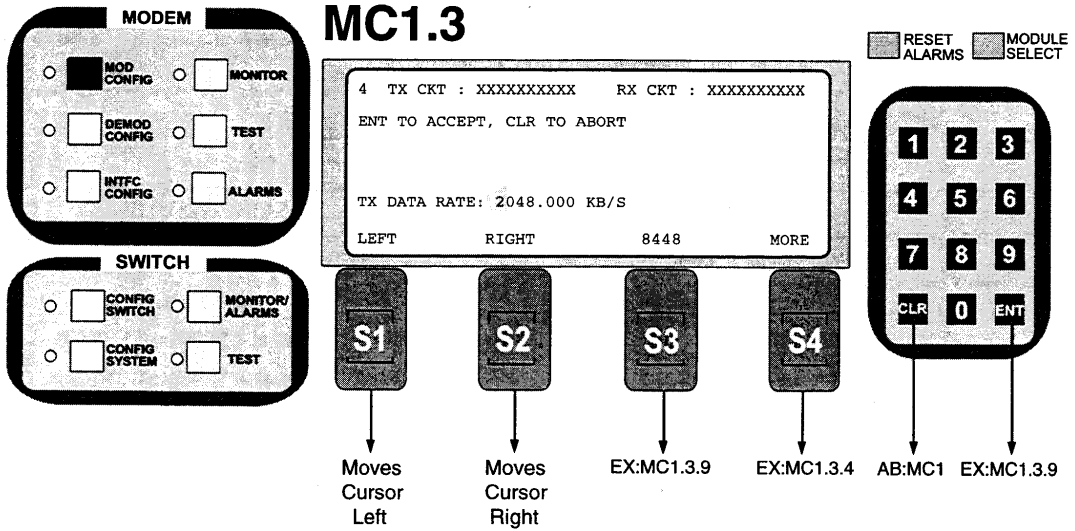 MC1.3
MODEM
MOD CONFIG
MONITOR
DEMOD CONFIG
TEST
INTFC CONFIG
ALARMS
SWITCH
CONFIG SWITCH
MONITOR/ ALARMS
CONFIG SYSTEM
TEST
4 TX CKT : XXXXXXXXXX RX CKT : XXXXXXXXXX
ENT TO ACCEPT, CLR TO ABORT
TX DATA RATE: 2048.000 KB/S
LEFT RIGHT 8448 MORE
S1 S2 S3 S4
Moves Cursor Left
Moves Cursor Right
EX:MC1.3.9
EX:MC1.3.4
RESET ALARMS
MODULE SELECT
1 2 3
4 5 6
7 8 9
CLR 0 ENT
AB:MC1 EX:MC1.3.9